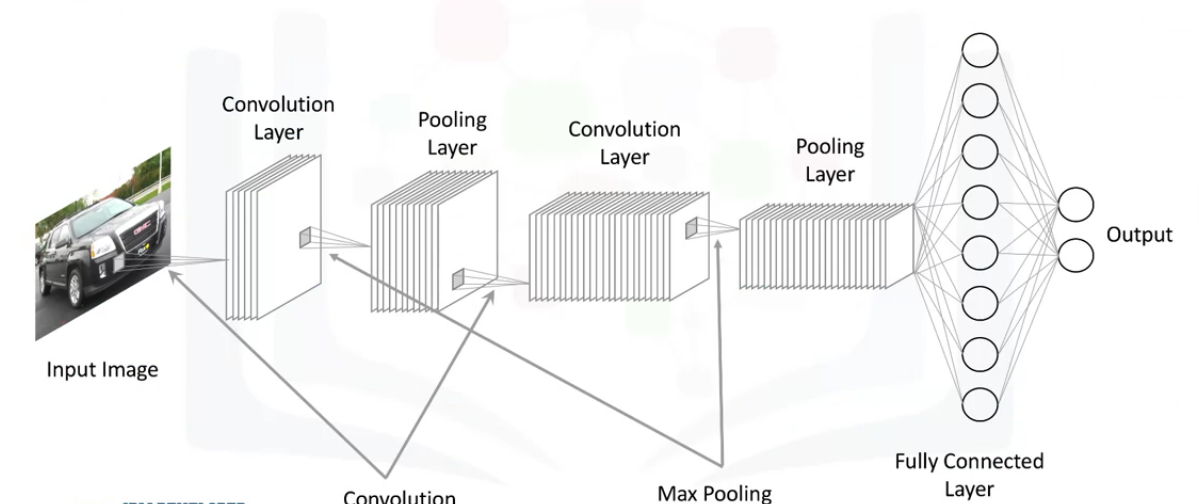 Convolution
Layer
Pooling
Layer
Convolution
Layer
Pooling
Layer
Output
Input Image
Fully Connected
Layer
Max Pooling
Convolution